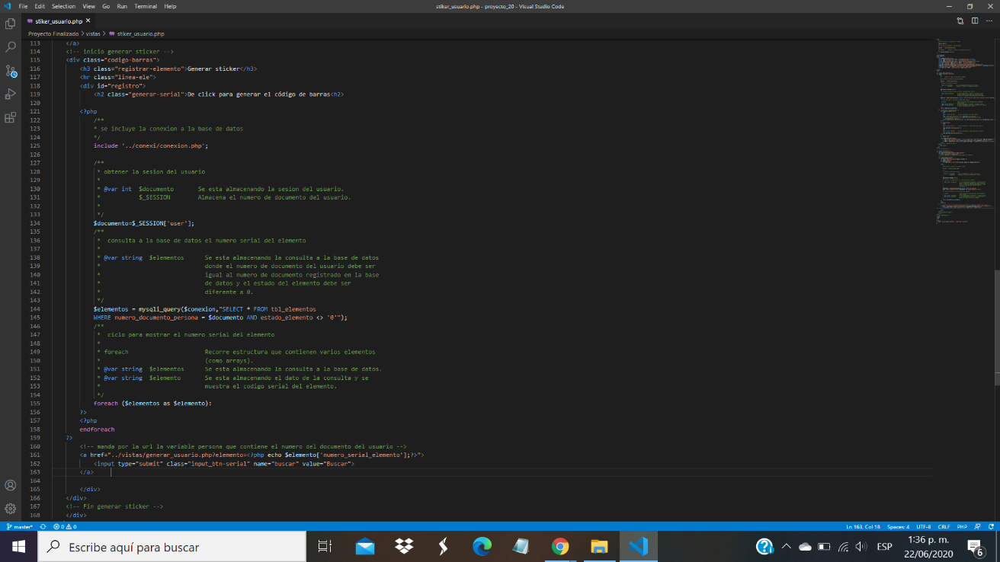 File Edit Selection View Go Run Terminal Help
stiker_usuario.php - proyecto_20 - Visual Studio Code
stiker_usuario.php
Proyecto Finalizado > vistas > stiker_usuario.php
113 </a>
114 <!-- inicio generar sticker -->
115 <div class="codigo-barras">
116 <h3 class="registrar-elemento">Generar sticker</h3>
117 <hr class="linea-ele">
118 <div id="registro">
119 <h2 class="generar-serial">De click para generar el código de barras<h2>
120
121 <?php
122 /**
123 * se incluye la conexion a la base de datos
124 */
125 include '../conexi/conexion.php';
126
127 /**
128 * obtener la sesion del usuario
129 *
130 * @var int $documento Se esta almacenando la sesion del usuario.
131 * $_SESSION Almacena el numero de documento del usuario.
132 *
133 */
134 $documento=$_SESSION['user'];
135 /**
136 * consulta a la base de datos el numero serial del elemento
137 *
138 * @var string $elementos Se esta almacenando la consulta a la base de datos
139 * donde el numero de documento del usuario debe ser
140 * igual al numero de documento registrado en la base
141 * de datos y el estado del elemento debe ser
142 * diferente a 0.
143 */
144 $elementos = mysqli_query($conexion,"SELECT * FROM tbl_elementos
145 WHERE numero_documento_persona = $documento AND estado_elemento <> '0'");
146 /**
147 * ciclo para mostrar el numero serial del elemento
148 *
149 * foreach Recorre estructura que contienen varios elementos
150 * (como arrays).
151 * @var string $elementos Se esta almacenando la consulta a la base de datos.
152 * @var string $elemento Se esta almacenando el dato de la consulta y se
153 * muestra el codigo serial del elemento.
154 */
155 foreach ($elementos as $elemento):
156 ?>
157 <?php
158 endforeach
159 ?>
160 <!-- manda por la url la variable persona que contiene el numero del documento del usuario -->
161 <a href="../vistas/generar_usuario.php?elemento=<?php echo $elemento['numero_serial_elemento'];?>">
162 <input type="submit" class="input_btn-serial" name="buscar" value="Buscar">
163 </a>
164
165 </div>
166 </div>
167 <!-- Fin generar sticker -->
168 </div>
master* 0 0 Ln 163, Col 18 Spaces: 4 UTF-8 CRLF PHP
Escribe aquí para buscar
ESP
1:36 p. m.
22/06/2020
6